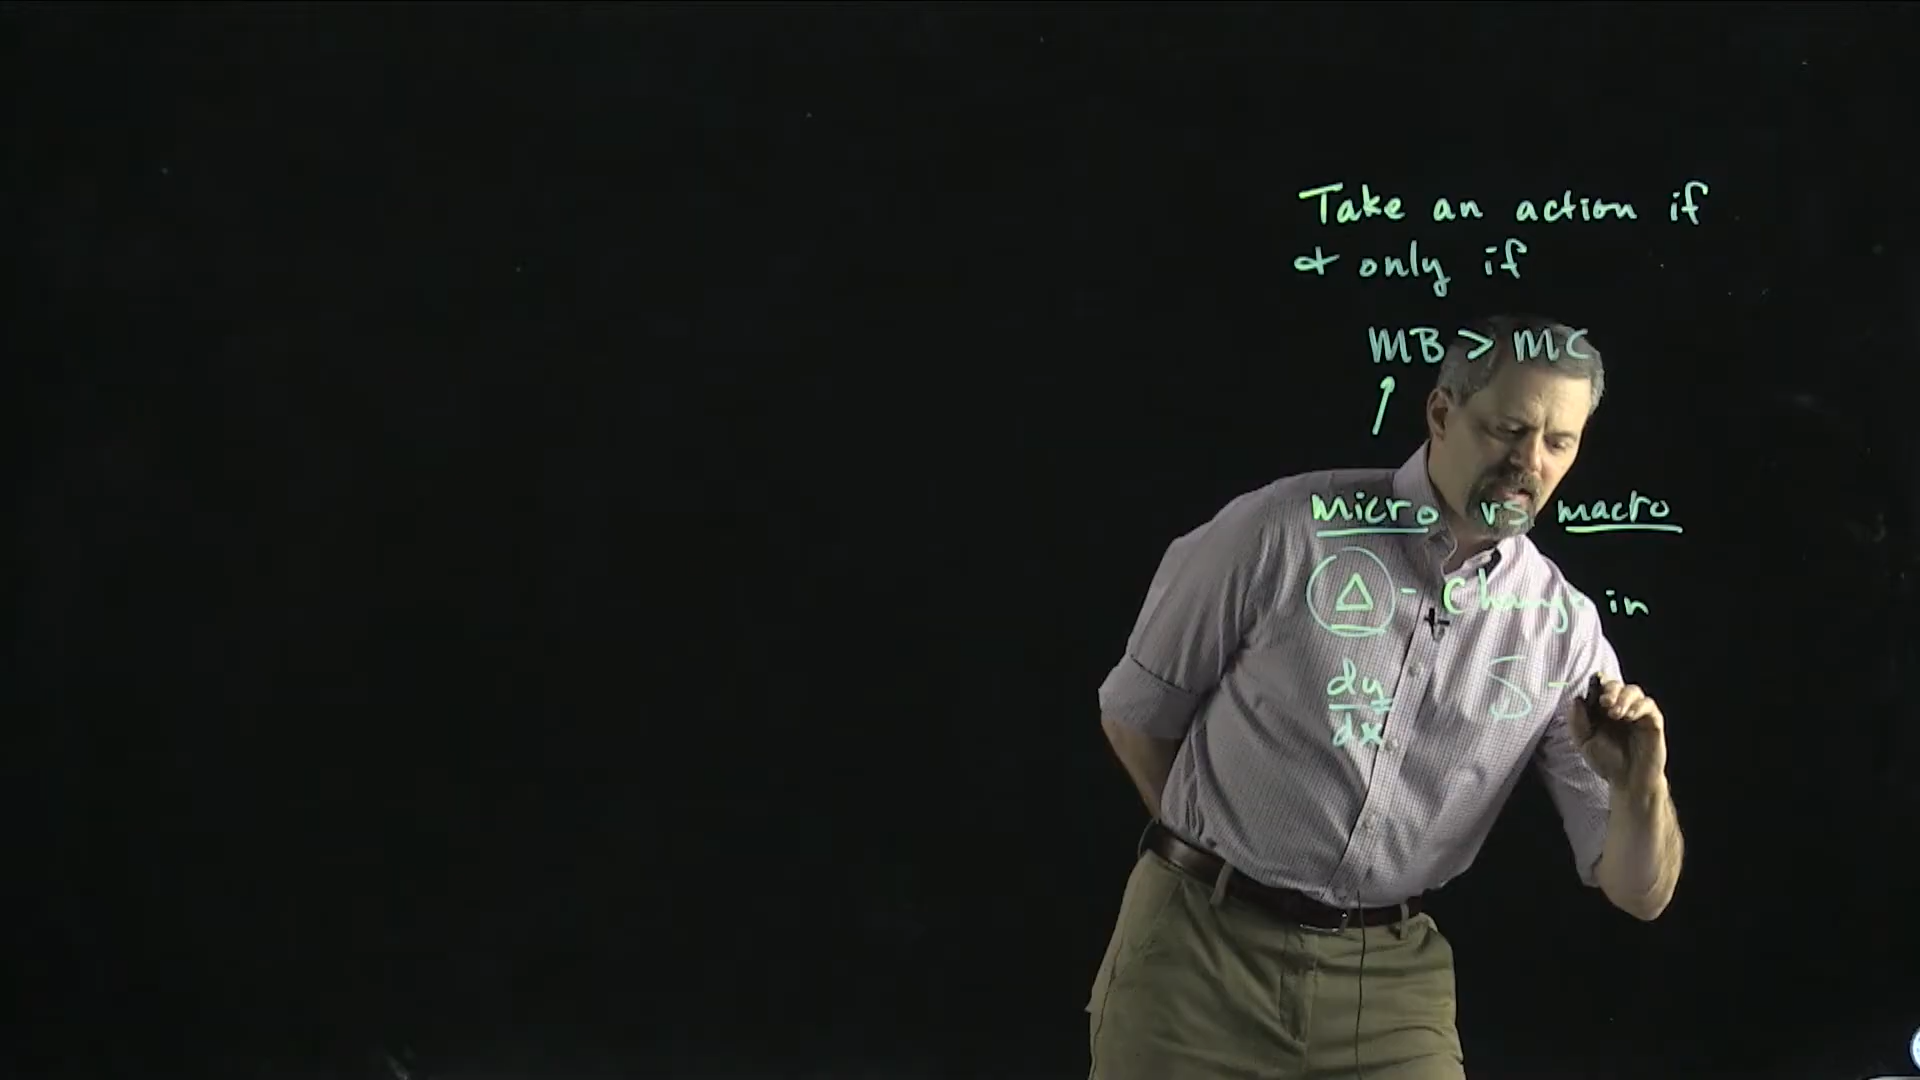 Take an action if
& only if
MB > MC
micro vs macro
Δ - Change in
dy
dx